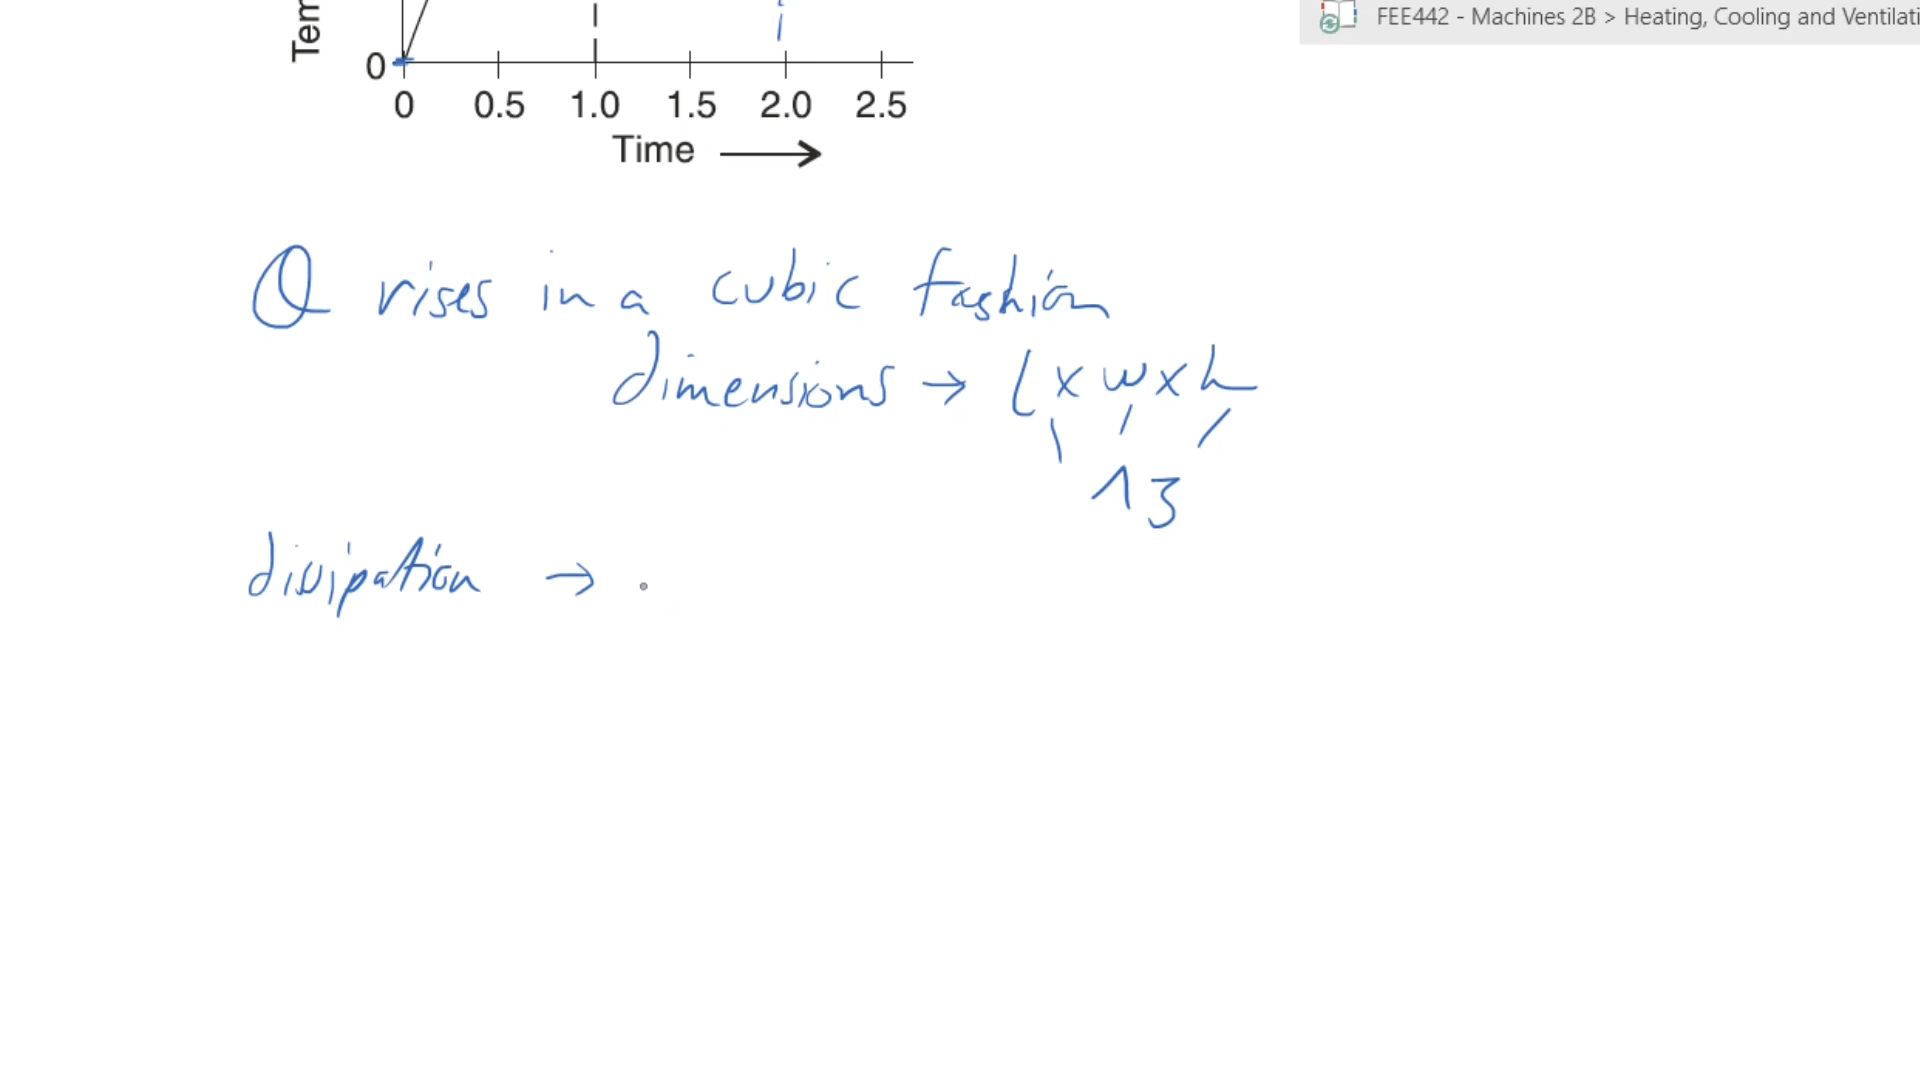 FEE442 - Machines 2B > Heating, Cooling and Ventilati
Tem
0
0 0.5 1.0 1.5 2.0 2.5
Time
Q rises in a cubic fashion
dimensions → l x w x h
^3
dissipation →